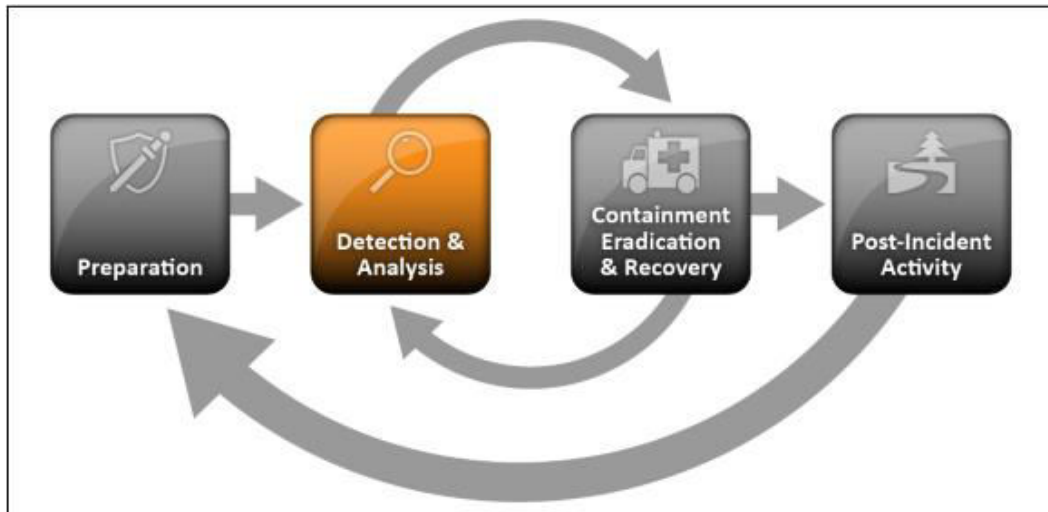 Preparation
Detection &
Analysis
Containment
Eradication
& Recovery
Post-Incident
Activity